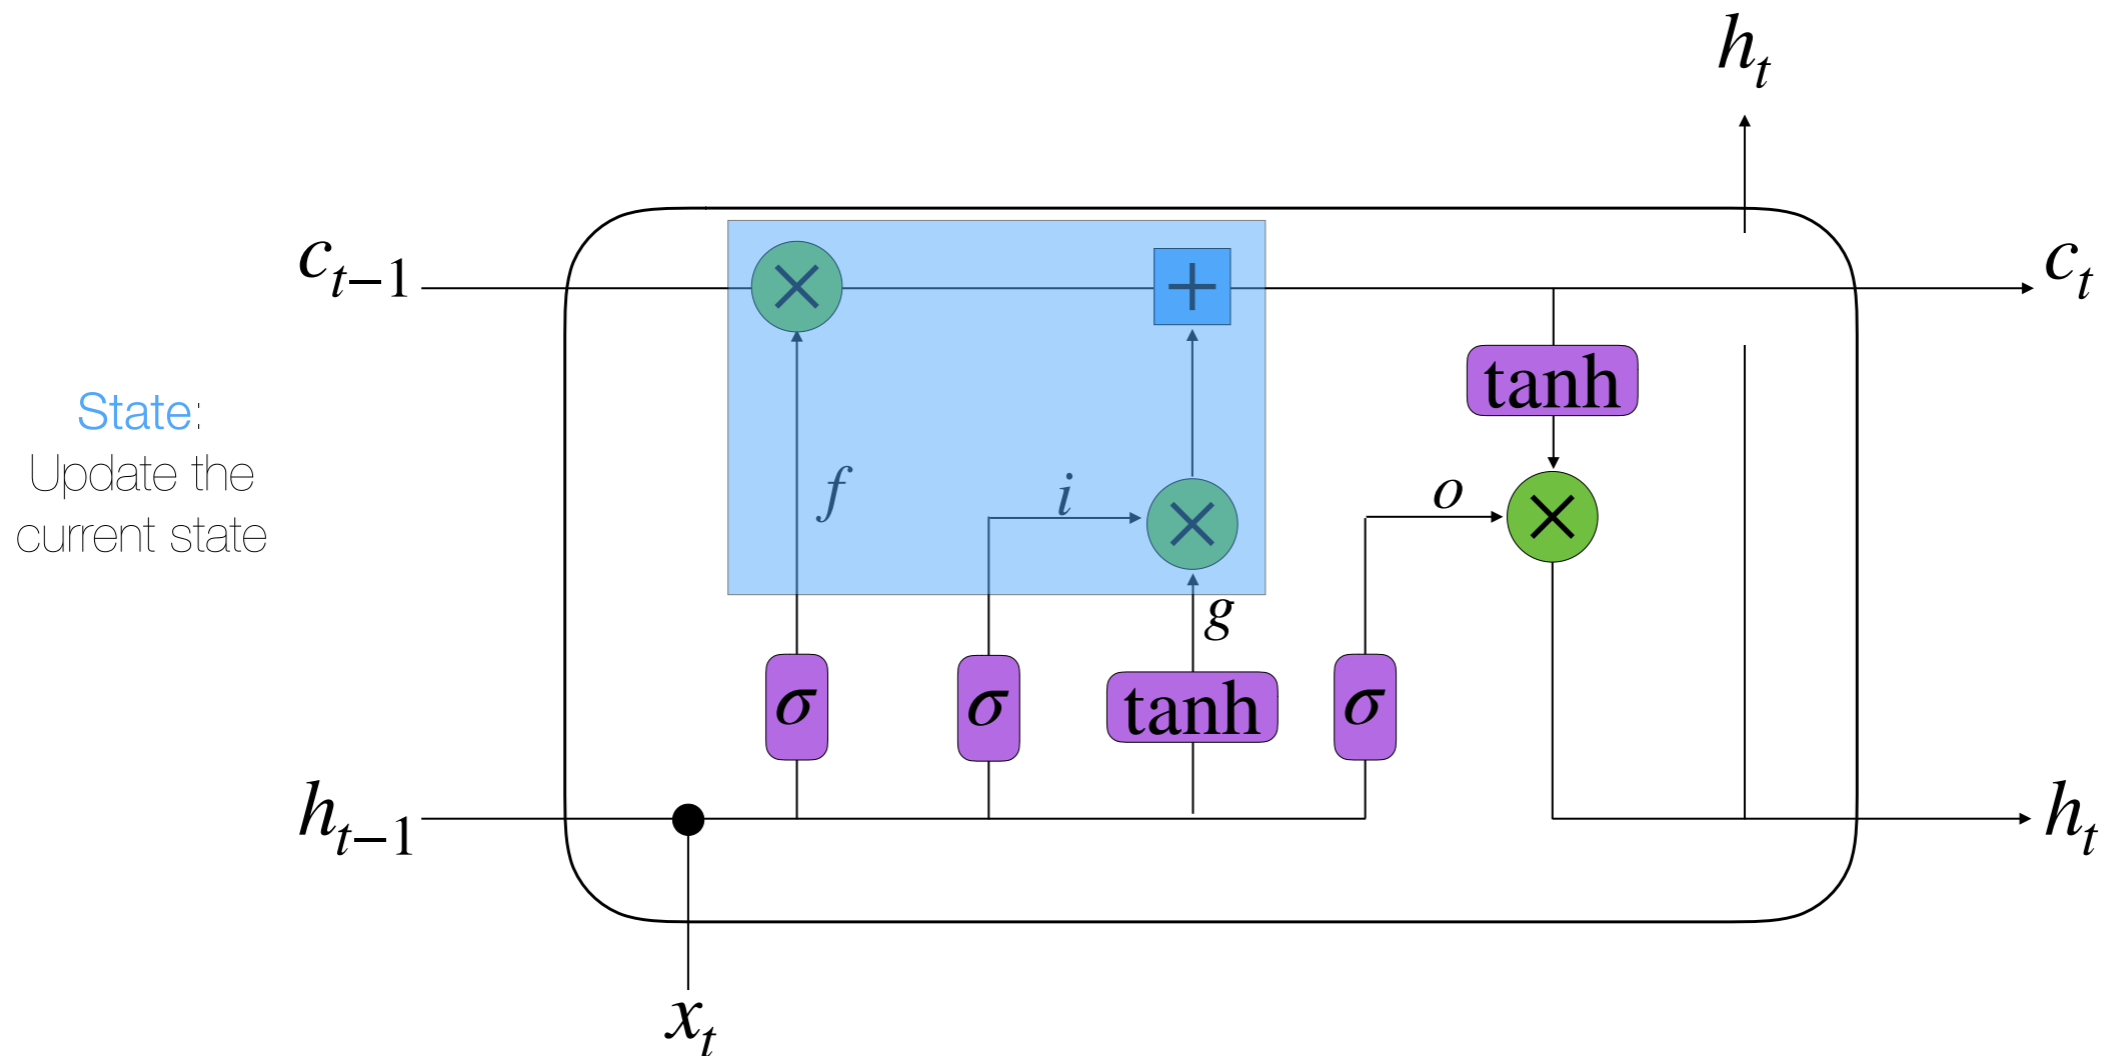 h_t
c_{t-1}
×
+
c_t
tanh
State:
Update the
current state
f
i
×
o
×
g
σ
σ
tanh
σ
h_{t-1}
h_t
x_t